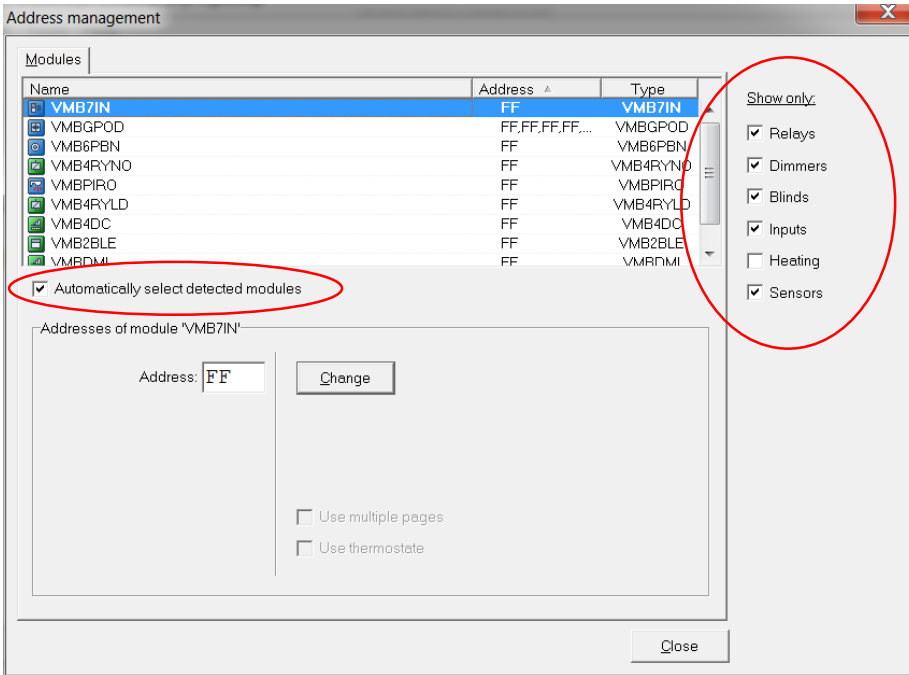 Address management
Modules
Name Address Type
VMB7IN FF VMB7IN
VMBGPOD FF,FF,FF,FF,... VMBGPOD
VMB6PBN FF VMB6PBN
VMB4RYNO FF VMB4RYNO
VMBPIRO FF VMBPIRO
VMB4RYLD FF VMB4RYLD
VMB4DC FF VMB4DC
VMB2BLE FF VMB2BLE
VMBDMI FF VMBDMI
Show only:
Relays
Dimmers
Blinds
Inputs
Heating
Sensors
Automatically select detected modules
Addresses of module 'VMB7IN'
Address: FF Change
Use multiple pages
Use thermostate
Close